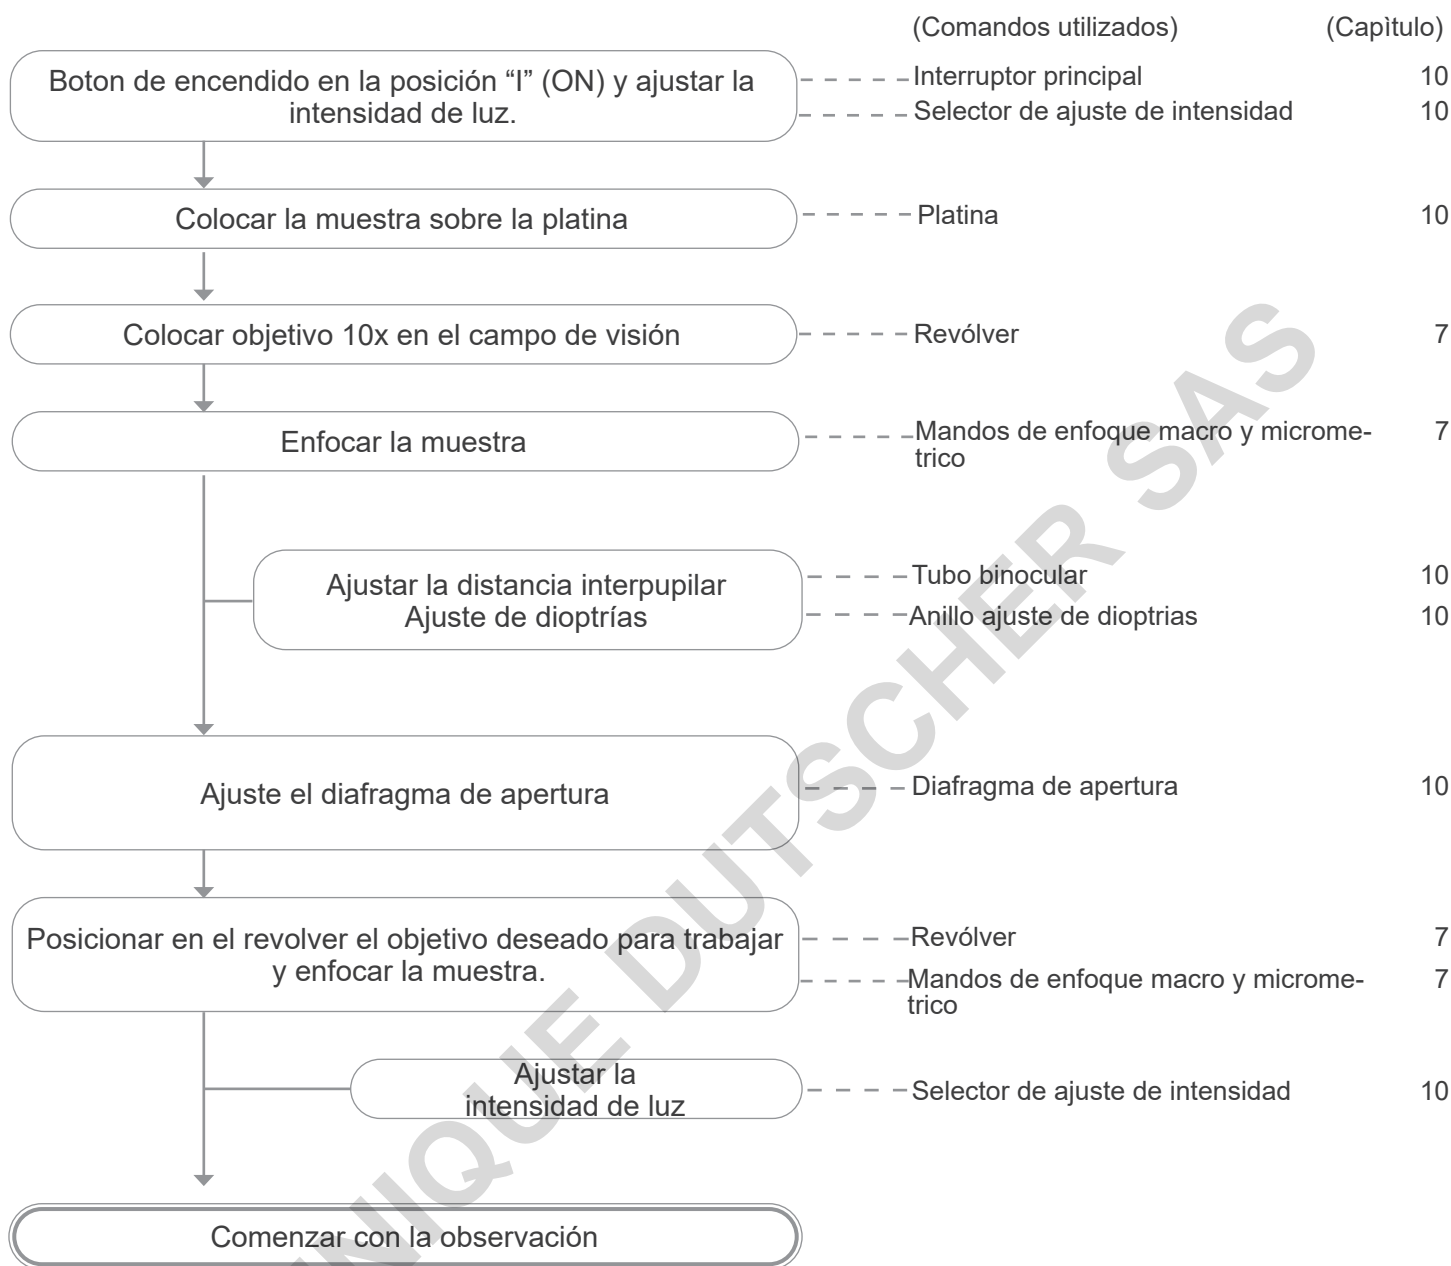 (Comandos utilizados) (Capìtulo)
Boton de encendido en la posición “I” (ON) y ajustar la
intensidad de luz.
Interruptor principal 10
Selector de ajuste de intensidad 10
Colocar la muestra sobre la platina
Platina 10
Colocar objetivo 10x en el campo de visión
Revólver 7
Enfocar la muestra
Mandos de enfoque macro y microme- 7
trico
Ajustar la distancia interpupilar
Ajuste de dioptrías
Tubo binocular 10
Anillo ajuste de dioptrias 10
Ajuste el diafragma de apertura
Diafragma de apertura 10
Posicionar en el revolver el objetivo deseado para trabajar
y enfocar la muestra.
Revólver 7
Mandos de enfoque macro y microme- 7
trico
Ajustar la
intensidad de luz
Selector de ajuste de intensidad 10
Comenzar con la observación
NIQUE DUTSCHER SAS